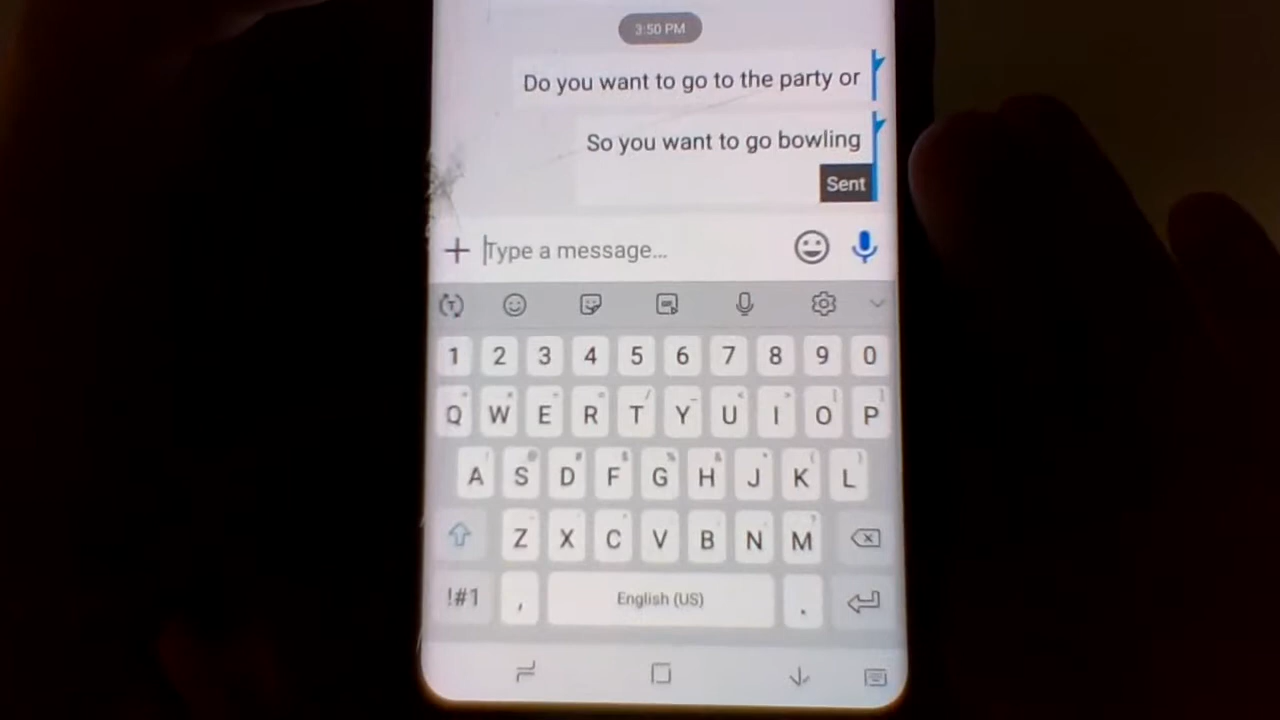 3:50 PM
Do you want to go to the party or
So you want to go bowling
Sent
Type a message...
1 2 3 4 5 6 7 8 9 0
Q W E R T Y U I O P
A S D F G H J K L
Z X C V B N M
!#1 , English (US) .